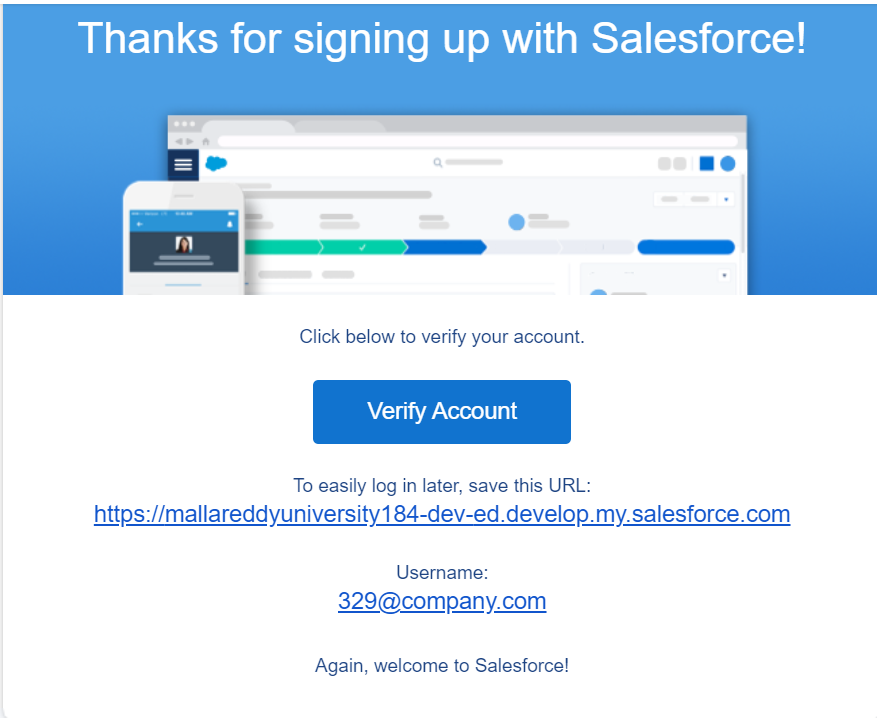 Thanks for signing up with Salesforce!
Click below to verify your account.
Verify Account
To easily log in later, save this URL:
https://mallareddyuniversity184-dev-ed.develop.my.salesforce.com
Username:
329@company.com
Again, welcome to Salesforce!